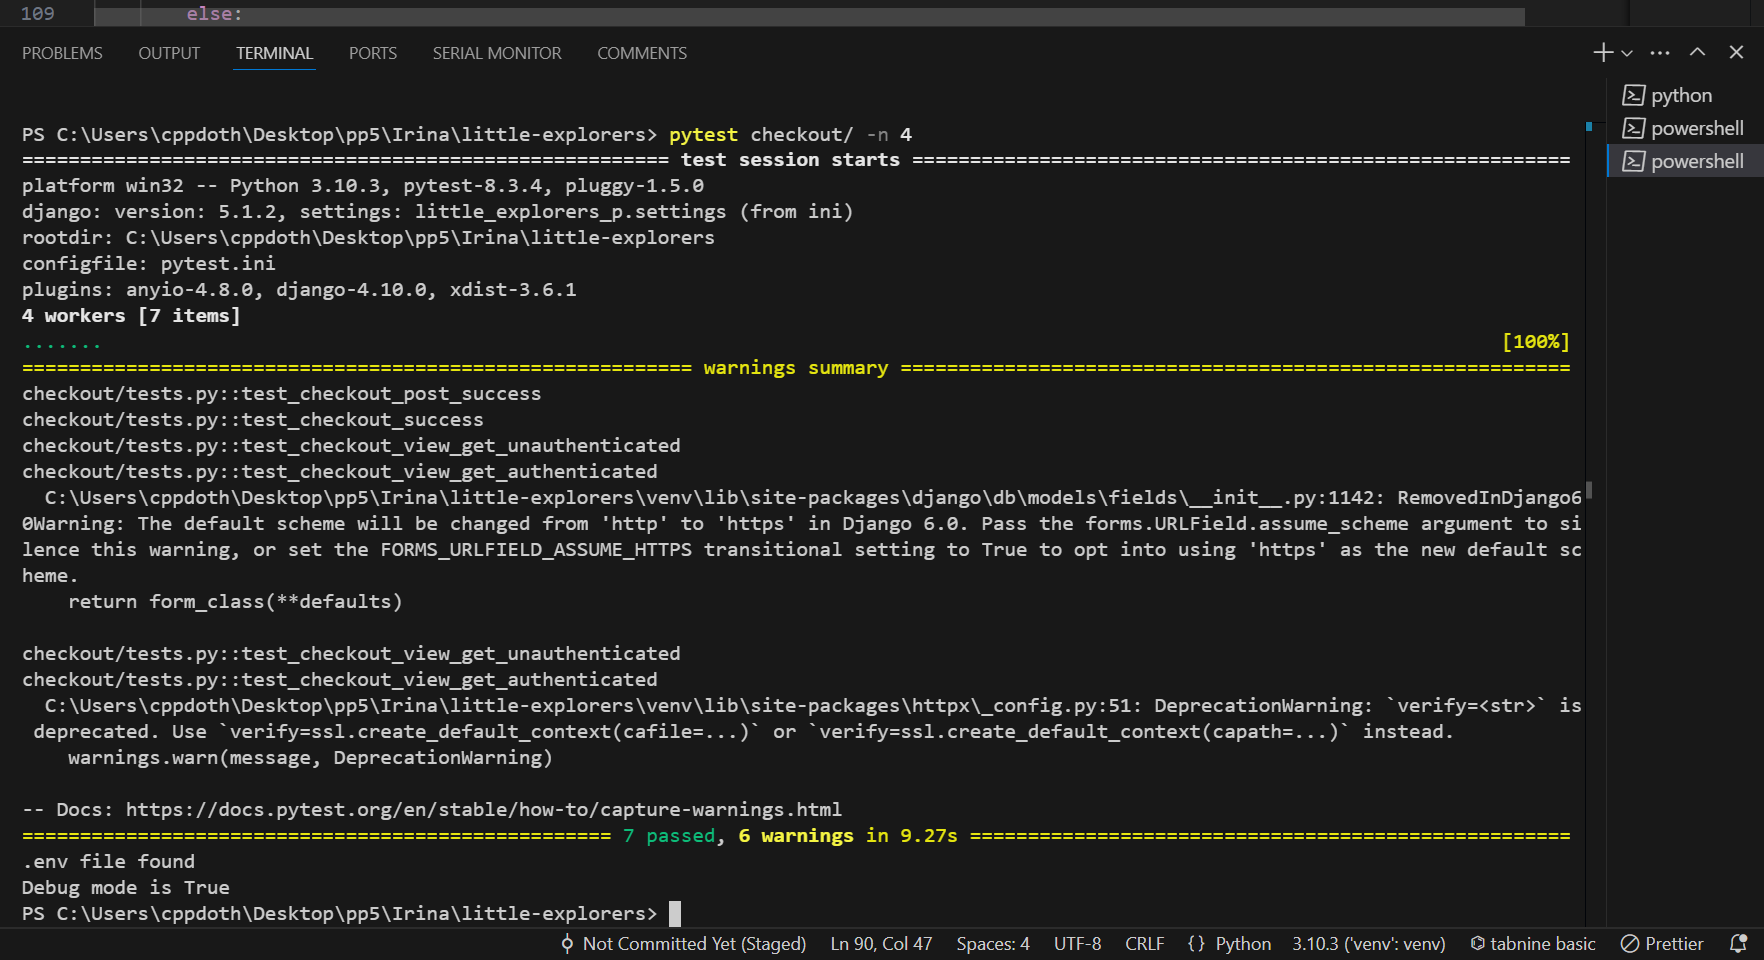 109 else:
PROBLEMS OUTPUT TERMINAL PORTS SERIAL MONITOR COMMENTS
python
powershell
powershell
PS C:\Users\cppdoth\Desktop\pp5\Irina\little-explorers> pytest checkout/ -n 4
========================================================= test session starts =========================================================
platform win32 -- Python 3.10.3, pytest-8.3.4, pluggy-1.5.0
django: version: 5.1.2, settings: little_explorers_p.settings (from ini)
rootdir: C:\Users\cppdoth\Desktop\pp5\Irina\little-explorers
configfile: pytest.ini
plugins: anyio-4.8.0, django-4.10.0, xdist-3.6.1
4 workers [7 items]
....... [100%]
========================================================== warnings summary ===========================================================
checkout/tests.py::test_checkout_post_success
checkout/tests.py::test_checkout_success
checkout/tests.py::test_checkout_view_get_unauthenticated
checkout/tests.py::test_checkout_view_get_authenticated
C:\Users\cppdoth\Desktop\pp5\Irina\little-explorers\venv\lib\site-packages\django\db\models\fields\__init__.py:1142: RemovedInDjango6
0Warning: The default scheme will be changed from 'http' to 'https' in Django 6.0. Pass the forms.URLField.assume_scheme argument to si
lence this warning, or set the FORMS_URLFIELD_ASSUME_HTTPS transitional setting to True to opt into using 'https' as the new default sc
heme.
return form_class(**defaults)
checkout/tests.py::test_checkout_view_get_unauthenticated
checkout/tests.py::test_checkout_view_get_authenticated
C:\Users\cppdoth\Desktop\pp5\Irina\little-explorers\venv\lib\site-packages\httpx\_config.py:51: DeprecationWarning: `verify=<str>` is
deprecated. Use `verify=ssl.create_default_context(cafile=...)` or `verify=ssl.create_default_context(capath=...)` instead.
warnings.warn(message, DeprecationWarning)
-- Docs: https://docs.pytest.org/en/stable/how-to/capture-warnings.html
=================================================== 7 passed, 6 warnings in 9.27s ====================================================
.env file found
Debug mode is True
PS C:\Users\cppdoth\Desktop\pp5\Irina\little-explorers>
Not Committed Yet (Staged) Ln 90, Col 47 Spaces: 4 UTF-8 CRLF {} Python 3.10.3 ('venv': venv) tabnine basic Prettier